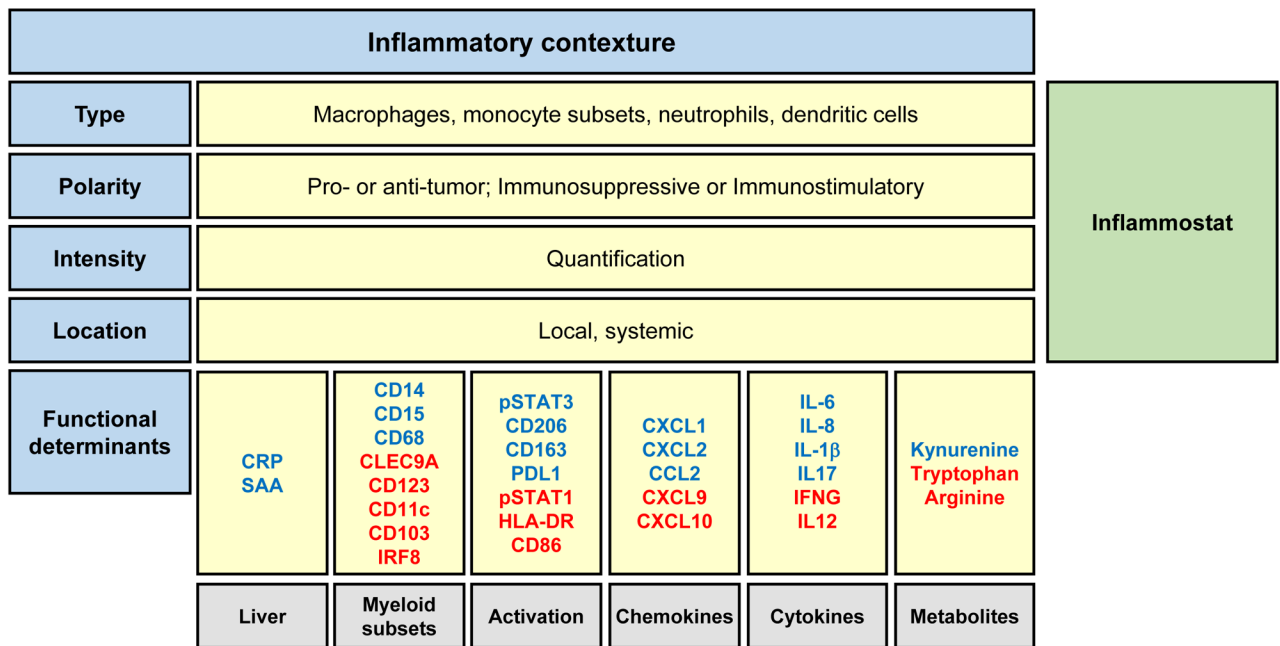 Inflammatory contexture
Type
Macrophages, monocyte subsets, neutrophils, dendritic cells
Polarity
Pro- or anti-tumor; Immunosuppressive or Immunostimulatory
Intensity
Quantification
Location
Local, systemic
Inflammostat
Functional
determinants
CRP
SAA
CD14
CD15
CD68
CLEC9A
CD123
CD11c
CD103
IRF8
pSTAT3
CD206
CD163
PDL1
pSTAT1
HLA-DR
CD86
CXCL1
CXCL2
CCL2
CXCL9
CXCL10
IL-6
IL-8
IL-1β
IL17
IFNG
IL12
Kynurenine
Tryptophan
Arginine
Liver
Myeloid
subsets
Activation
Chemokines
Cytokines
Metabolites